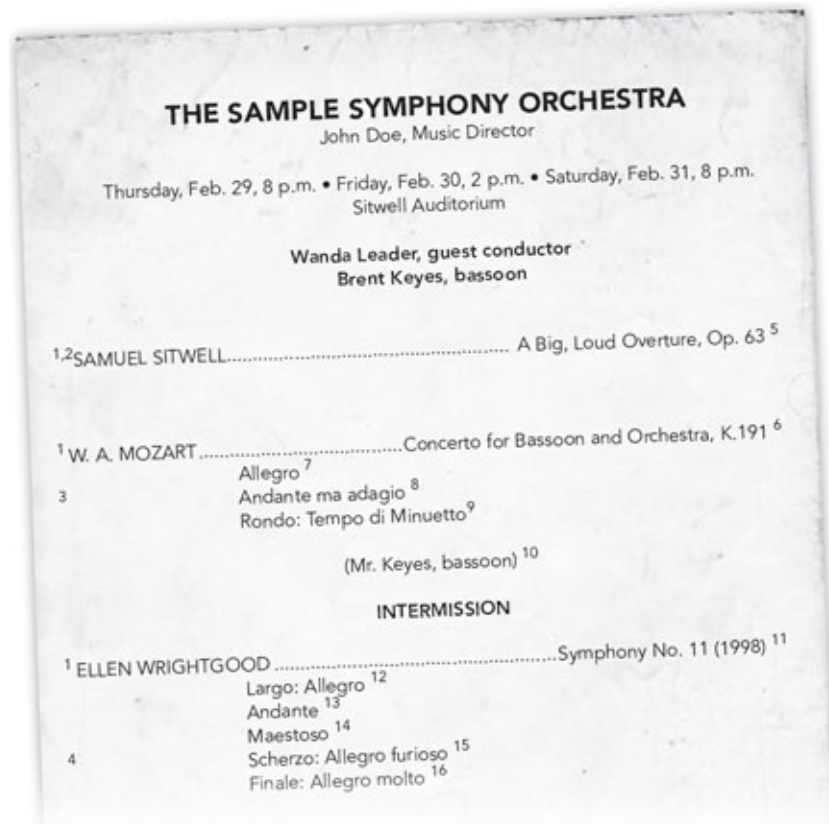 THE SAMPLE SYMPHONY ORCHESTRA
John Doe, Music Director
Thursday, Feb. 29, 8 p.m. • Friday, Feb. 30, 2 p.m. • Saturday, Feb. 31, 8 p.m.
Sitwell Auditorium
Wanda Leader, guest conductor
Brent Keyes, bassoon
1,2SAMUEL SITWELL........................................................ A Big, Loud Overture, Op. 63 5
1 W. A. MOZART........................................Concerto for Bassoon and Orchestra, K.191 6
Allegro 7
3 Andante ma adagio 8
Rondo: Tempo di Minuetto9
(Mr. Keyes, bassoon) 10
INTERMISSION
1 ELLEN WRIGHTGOOD ........................................................Symphony No. 11 (1998) 11
Largo: Allegro 12
Andante 13
Maestoso 14
4 Scherzo: Allegro furioso 15
Finale: Allegro molto 16